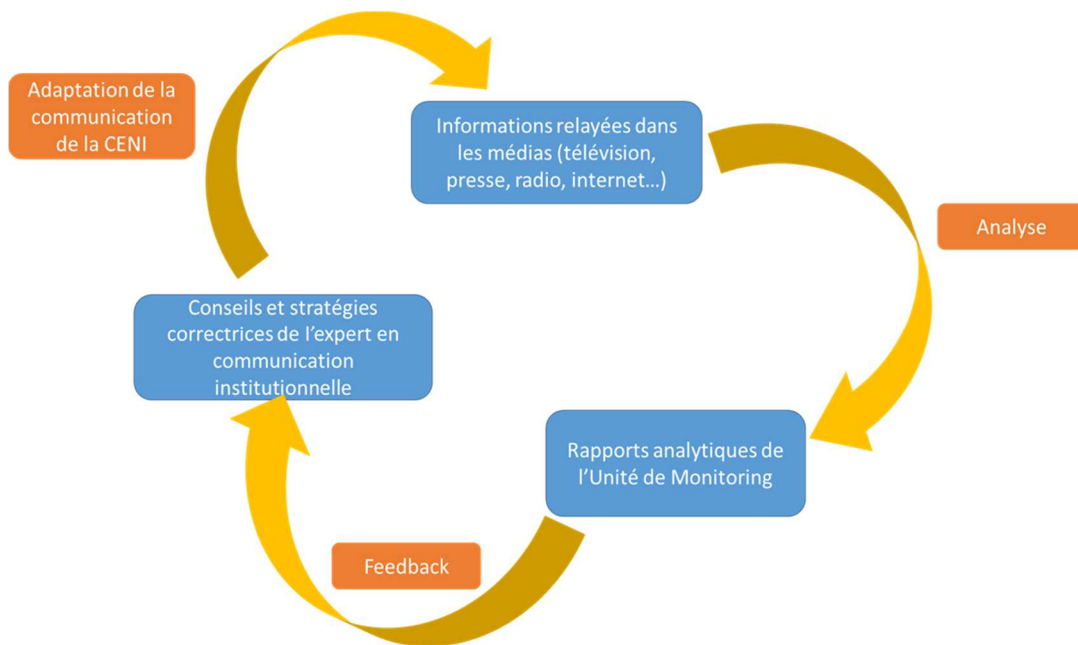 Adaptation de la
communication
de la CENI
Informations relayées dans
les médias (télévision,
presse, radio, internet…)
Analyse
Conseils et stratégies
correctrices de l’expert en
communication
institutionnelle
Rapports analytiques de
l’Unité de Monitoring
Feedback